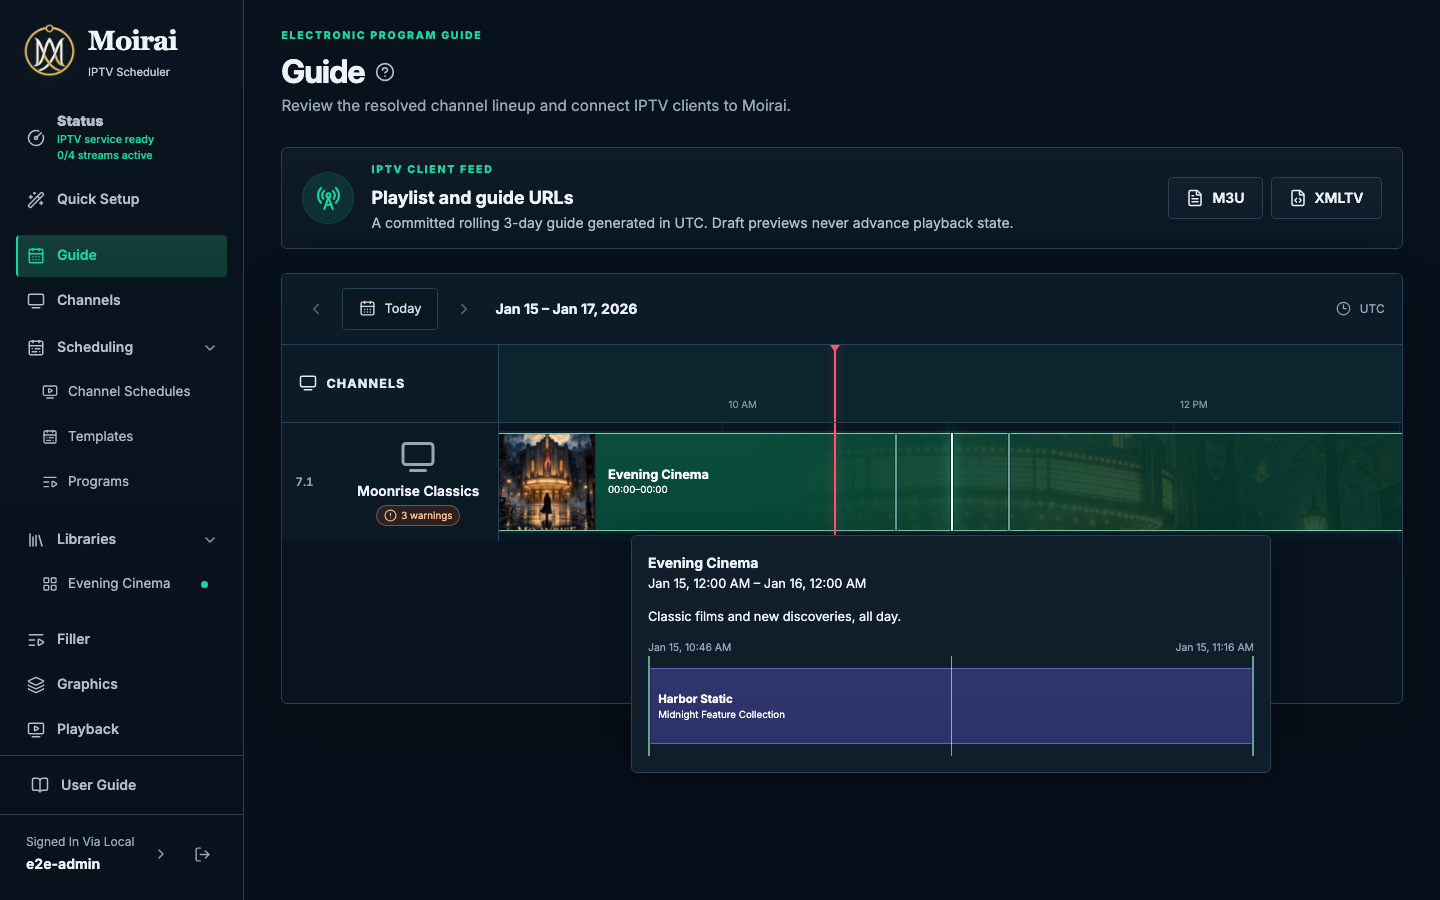 Moirai
IPTV Scheduler
Status
IPTV service ready
0/4 streams active
Quick Setup
Guide
Channels
Scheduling
Channel Schedules
Templates
Programs
Libraries
Evening Cinema
Filler
Graphics
Playback
User Guide
Signed In Via Local
e2e-admin
ELECTRONIC PROGRAM GUIDE
Guide
Review the resolved channel lineup and connect IPTV clients to Moirai.
IPTV CLIENT FEED
Playlist and guide URLs
A committed rolling 3-day guide generated in UTC. Draft previews never advance playback state.
M3U
XMLTV
Today
Jan 15 – Jan 17, 2026
UTC
CHANNELS
10 AM
12 PM
7.1
Moonrise Classics
3 warnings
Evening Cinema
00:00–00:00
Evening Cinema
Jan 15, 12:00 AM – Jan 16, 12:00 AM
Classic films and new discoveries, all day.
Jan 15, 10:46 AM
Jan 15, 11:16 AM
Harbor Static
Midnight Feature Collection